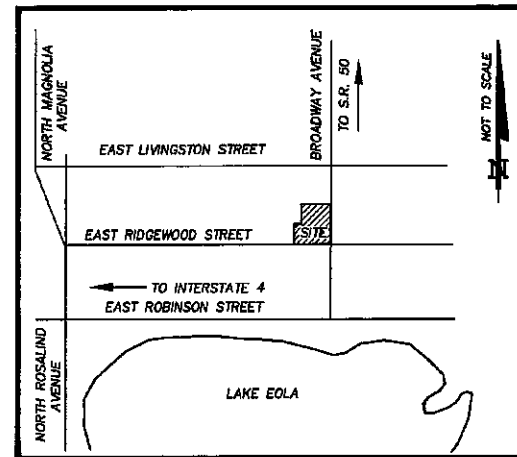 NORTH MAGNOLIA
AVENUE
BROADWAY AVENUE
TO S.R. 50
NOT TO SCALE
N
EAST LIVINGSTON STREET
EAST RIDGEWOOD STREET
SITE
TO INTERSTATE 4
EAST ROBINSON STREET
NORTH ROSALIND
AVENUE
LAKE EOLA